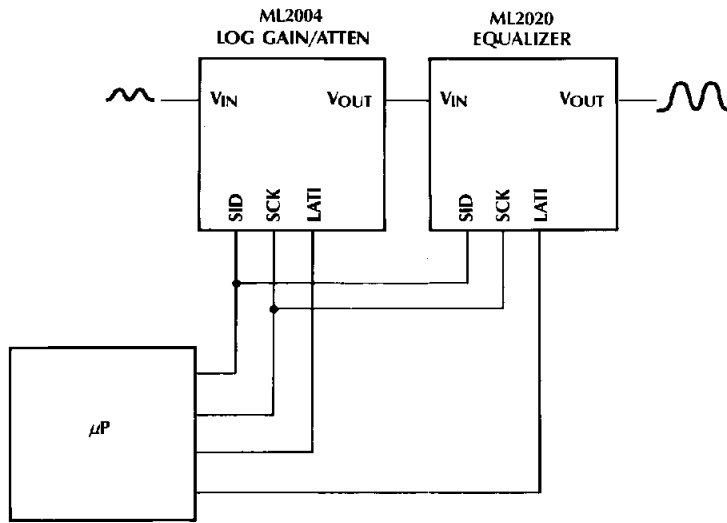 ML2004
LOG GAIN/ATTEN
ML2020
EQUALIZER
VIN
VOUT
VIN
VOUT
SID
SCK
LATI
SID
SCK
LATI
μP